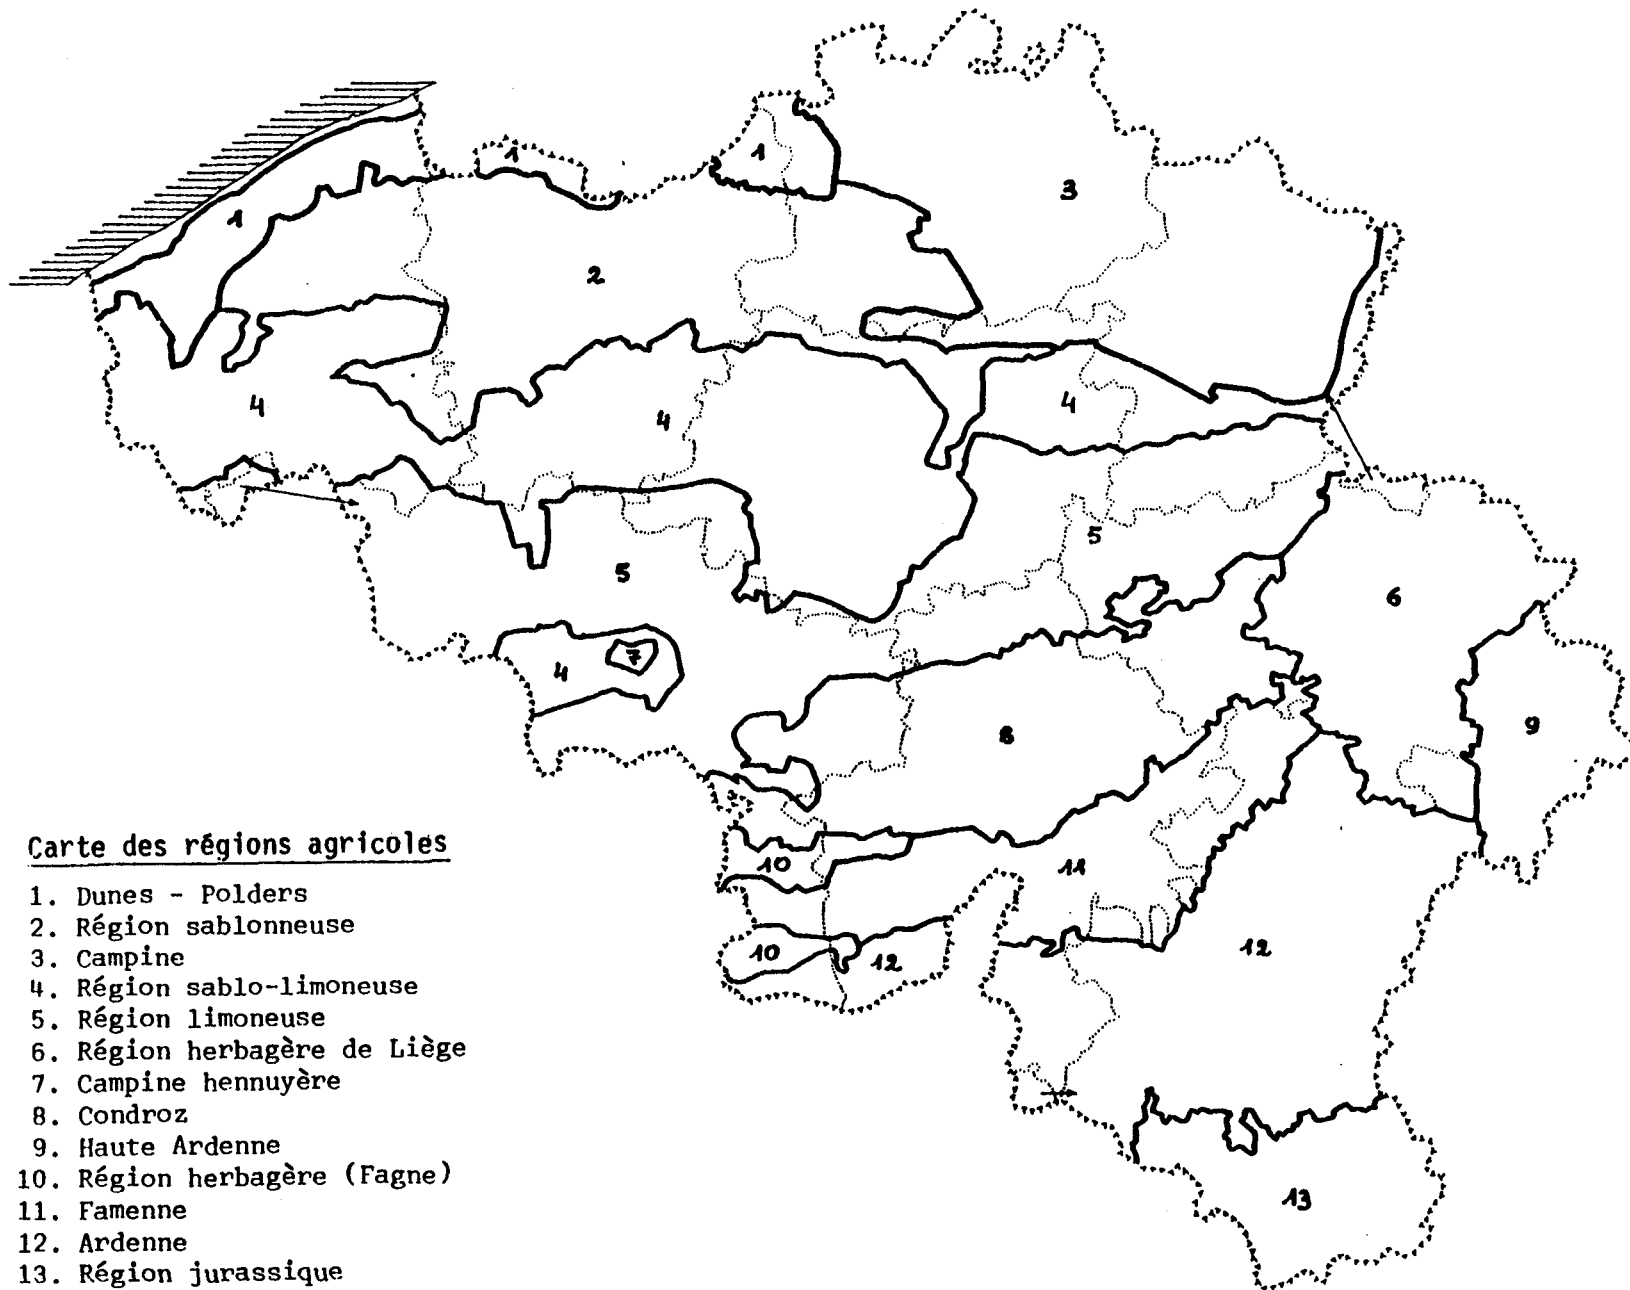 1
1
1
3
2
4
4
4
5
5
6
4
7
8
9
10
11
10
12
12
13
Carte des régions agricoles
1. Dunes - Polders
2. Région sablonneuse
3. Campine
4. Région sablo-limoneuse
5. Région limoneuse
6. Région herbagère de Liège
7. Campine hennuyère
8. Condroz
9. Haute Ardenne
10. Région herbagère (Fagne)
11. Famenne
12. Ardenne
13. Région jurassique